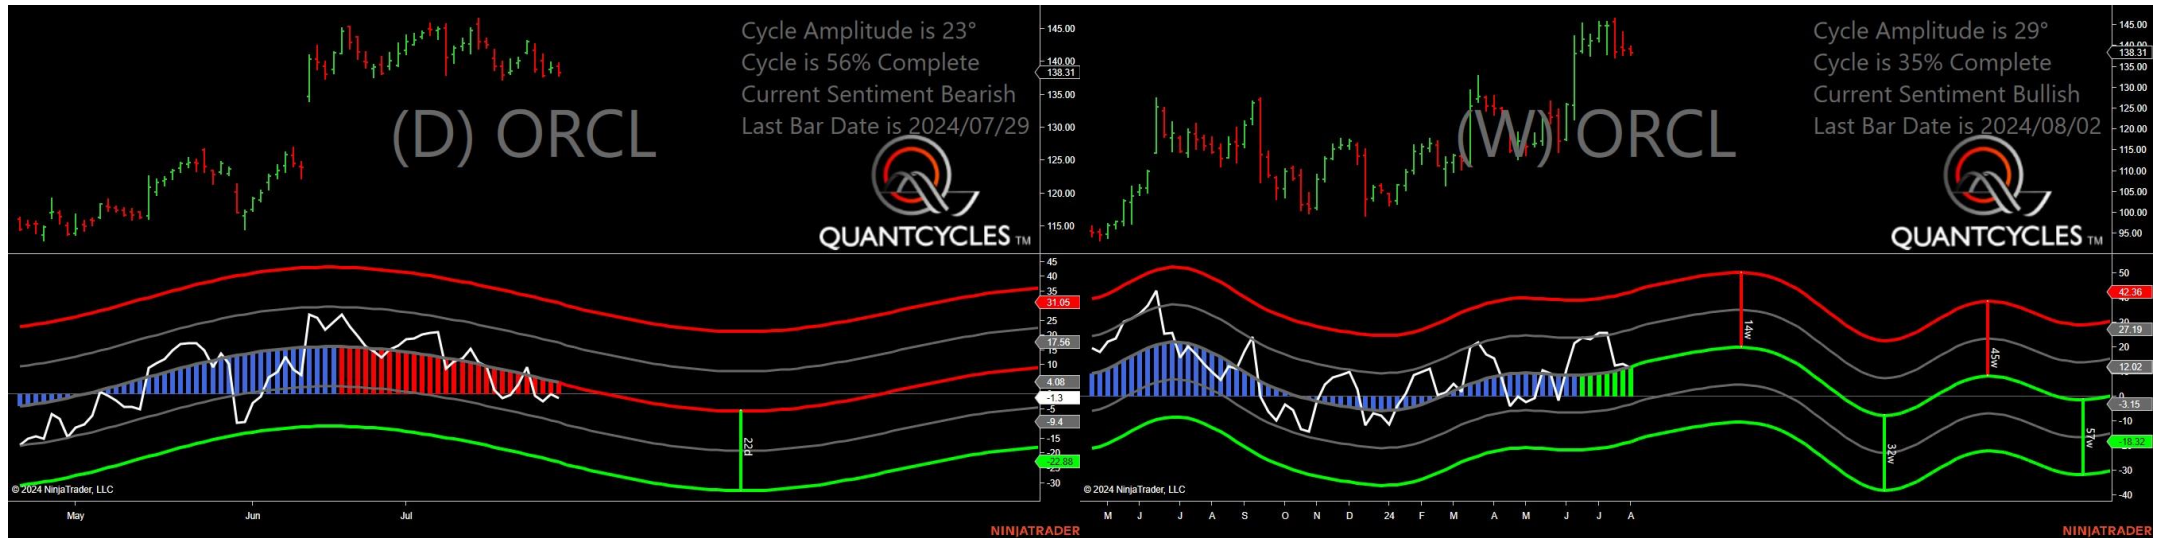 Cycle Amplitude is 23°
Cycle is 56% Complete
Current Sentiment Bearish
Last Bar Date is 2024/07/29
(D) ORCL
QUANTCYCLES TM
145.00
140.00
138.31
135.00
130.00
125.00
120.00
115.00
45
40
35
31.05
25
20
17.56
15
10
4.08
-1.3
-5
-9.4
-15
-20
-22.88
-30
22d
© 2024 NinjaTrader, LLC
May
Jun
Jul
NINJATRADER
Cycle Amplitude is 29°
Cycle is 35% Complete
Current Sentiment Bullish
Last Bar Date is 2024/08/02
(W) ORCL
QUANTCYCLES TM
145.00
140.00
138.31
135.00
130.00
125.00
120.00
115.00
110.00
105.00
100.00
95.00
50
42.36
27.19
20
12.02
-3.15
-10
-18.32
-30
-40
14w
32w
45w
57w
© 2024 NinjaTrader, LLC
M J J A S O N D 24 F M A M J J A
NINJATRADER